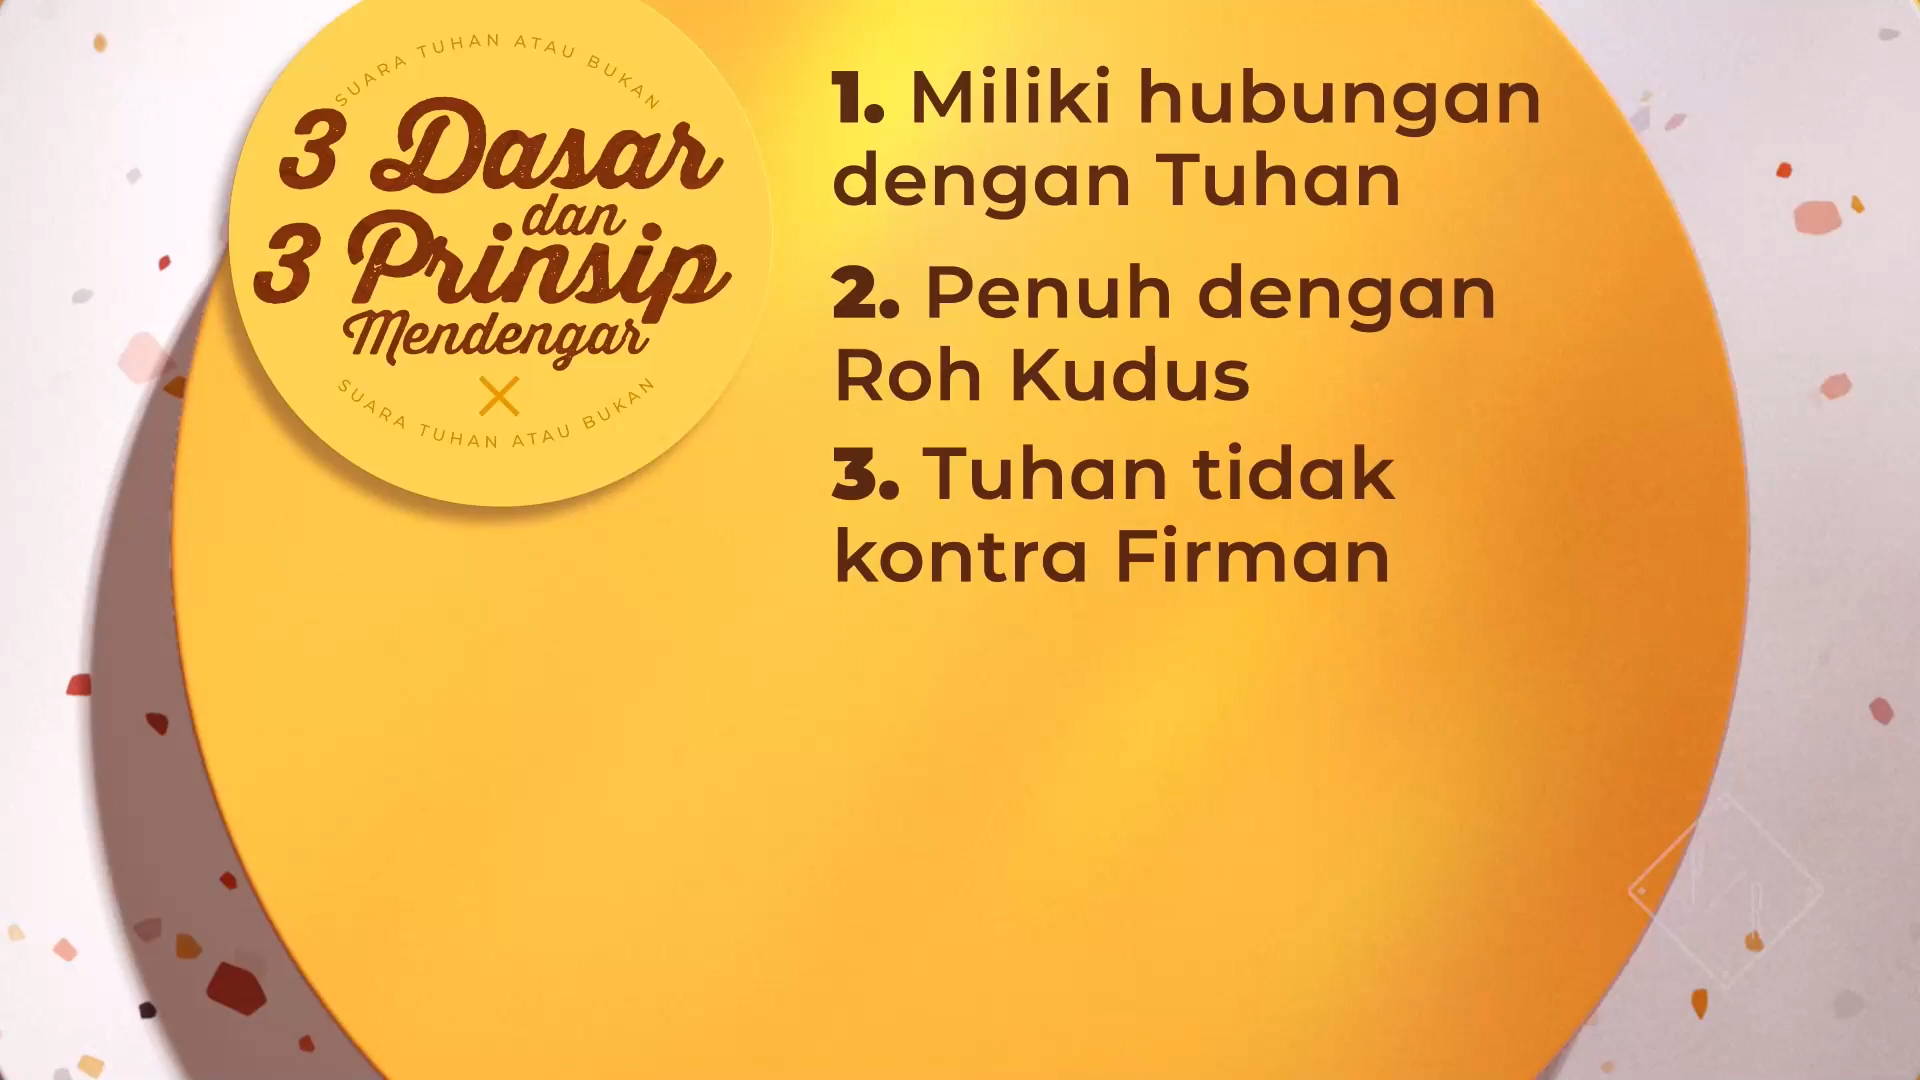 SUARA TUHAN ATAU BUKAN
3 Dasar
dan
3 Prinsip
Mendengar
SUARA TUHAN ATAU BUKAN
1. Miliki hubungan
dengan Tuhan
2. Penuh dengan
Roh Kudus
3. Tuhan tidak
kontra Firman